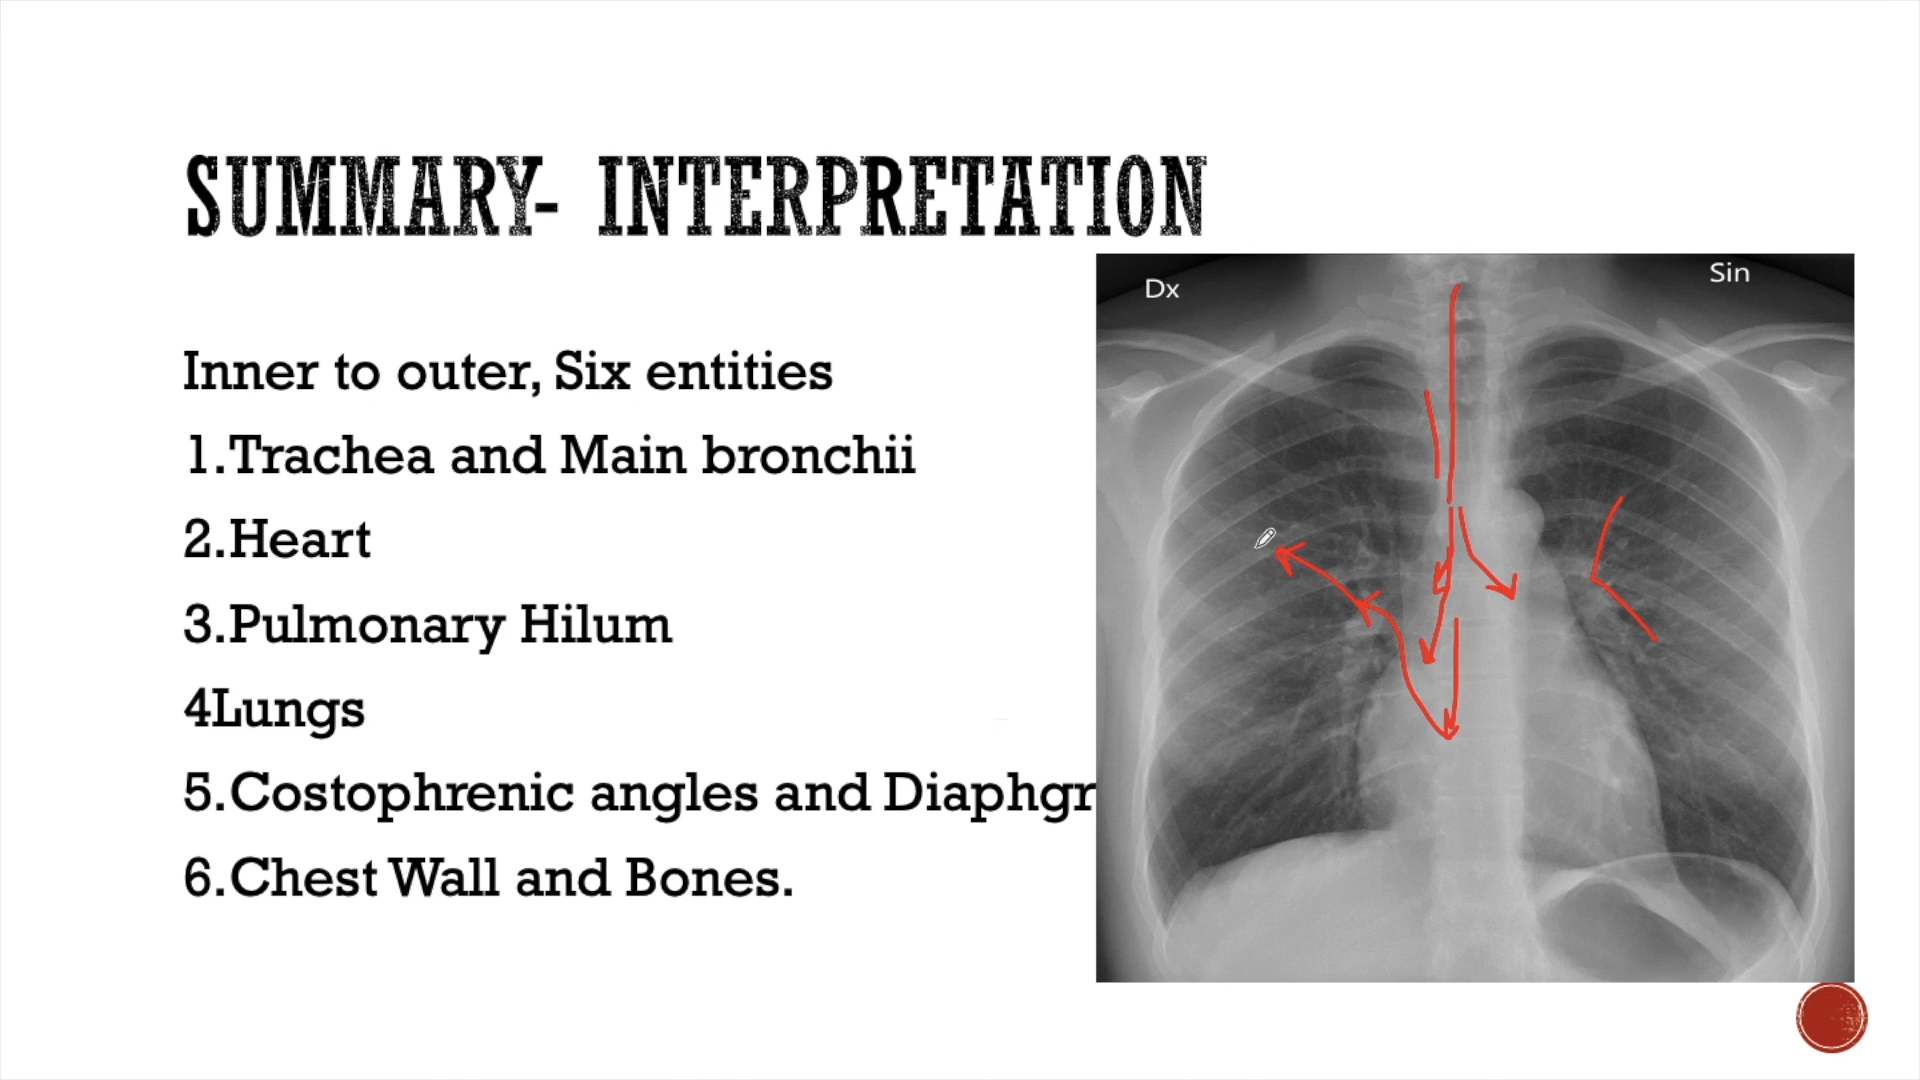 SUMMARY- INTERPRETATION
Dx
Sin
Inner to outer, Six entities
1.Trachea and Main bronchii
2.Heart
3.Pulmonary Hilum
4Lungs
5.Costophrenic angles and Diaphgr
6.Chest Wall and Bones.